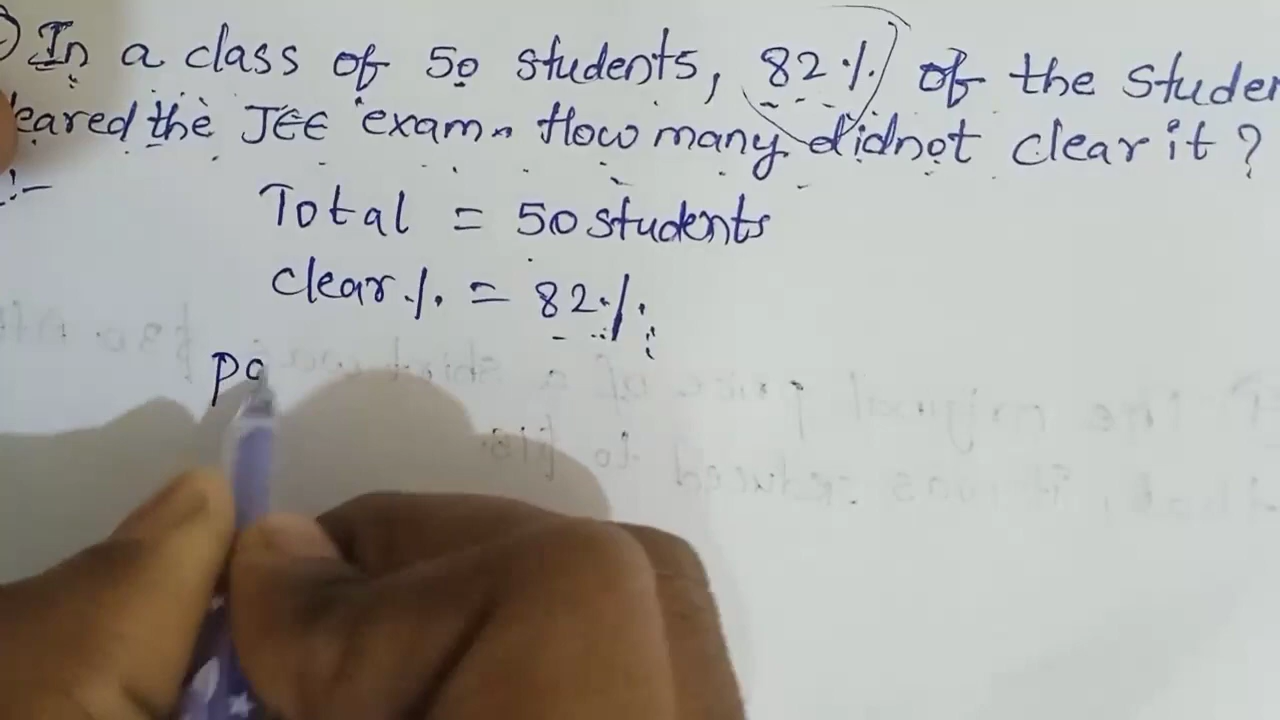 In a class of 50 students, 82% of the Studen
eared the JEE exam. How many didnot clear it?
:-
Total = 50 students
clear% = 82%
pa